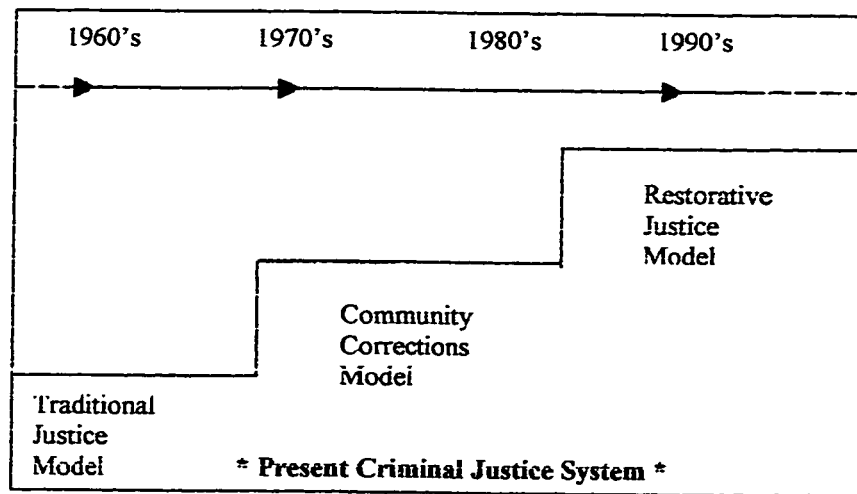 1960's 1970's 1980's 1990's
Restorative
Justice
Model
Community
Corrections
Model
Traditional
Justice
Model
* Present Criminal Justice System *